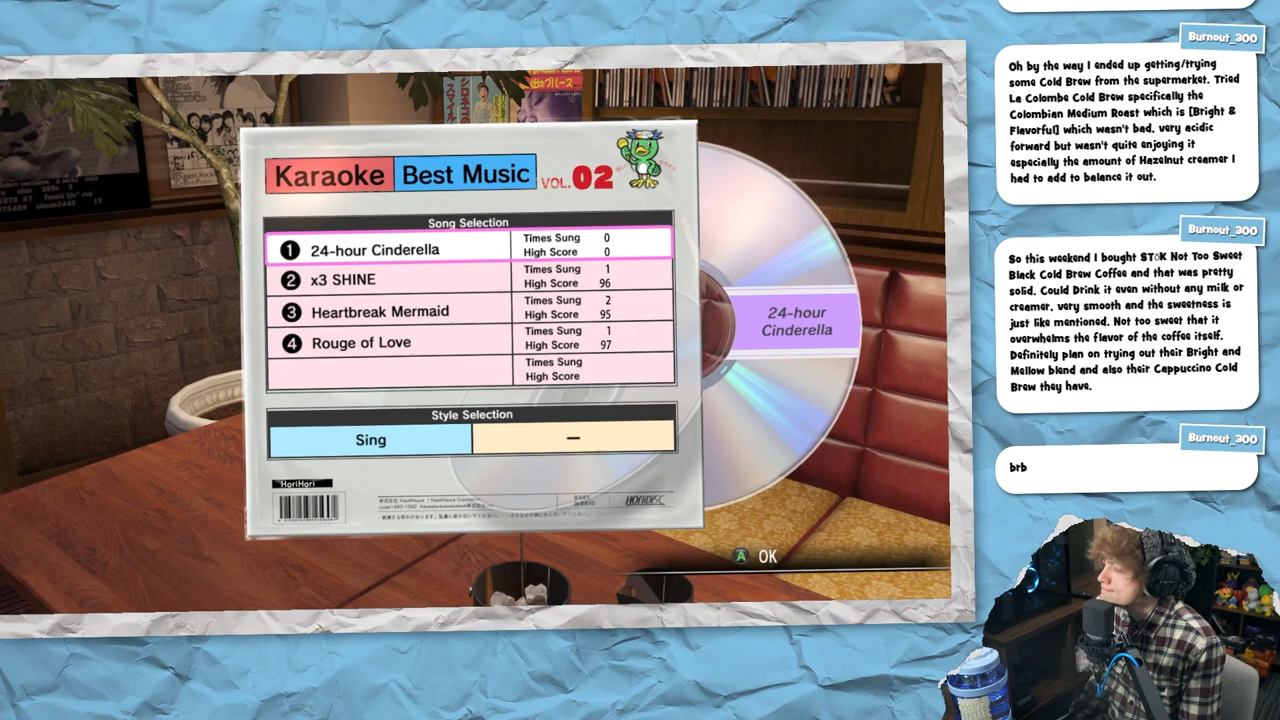 Karaoke Best Music VOL.02
Song Selection
1 24-hour Cinderella Times Sung 0
High Score 0
2 x3 SHINE Times Sung 1
High Score 96
3 Heartbreak Mermaid Times Sung 2
High Score 95
4 Rouge of Love Times Sung 1
High Score 97
Times Sung
High Score
Style Selection
Sing —
HoriHori
HORIDISC
24-hour
Cinderella
A OK
Burnout_300
Oh by the way I ended up getting/trying
some Cold Brew from the supermarket. Tried
La Colombe Cold Brew specifically the
Colombian Medium Roast which is [Bright &
Flavorful] which wasn't bad, very acidic
forward but wasn't quite enjoying it
especially the amount of Hazelnut creamer I
had to add to balance it out.
Burnout_300
So this weekend I bought STōK Not Too Sweet
Black Cold Brew Coffee and that was pretty
solid. Could Drink it even without any milk or
creamer, very smooth and the sweetness is
just like mentioned. Not too sweet that it
overwhelms the flavor of the coffee itself.
Definitely plan on trying out their Bright and
Mellow blend and also their Cappuccino Cold
Brew they have.
Burnout_300
brb